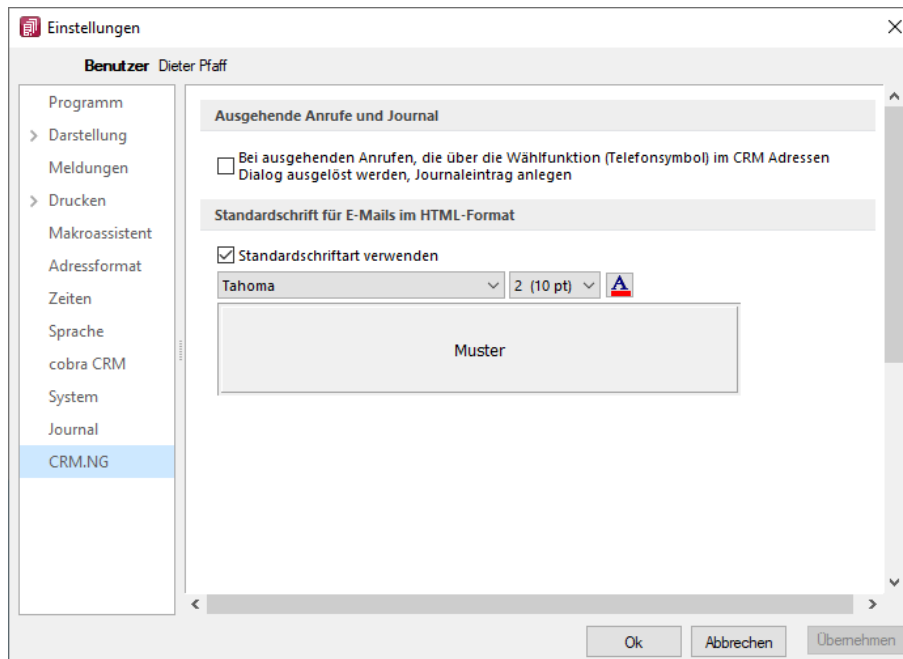 Einstellungen
Benutzer Dieter Pfaff
Programm
Darstellung
Meldungen
Drucken
Makroassistent
Adressformat
Zeiten
Sprache
cobra CRM
System
Journal
CRM.NG
Ausgehende Anrufe und Journal
Bei ausgehenden Anrufen, die über die Wählfunktion (Telefonsymbol) im CRM Adressen
Dialog ausgelöst werden, Journaleintrag anlegen
Standardschrift für E-Mails im HTML-Format
Standardschriftart verwenden
Tahoma 2 (10 pt) A
Muster
Ok Abbrechen Übernehmen